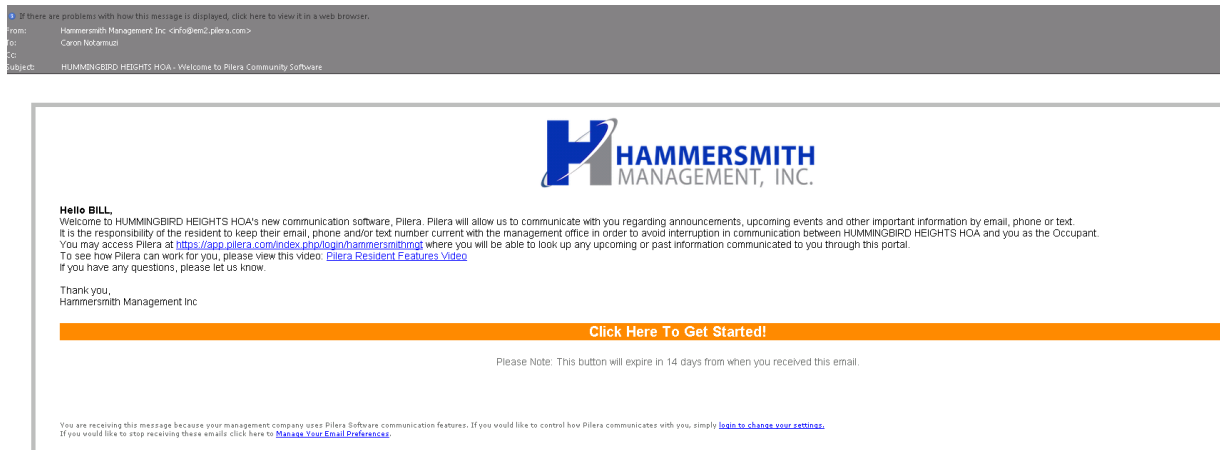 If there are problems with how this message is displayed, click here to view it in a web browser.
From: Hammersmith Management Inc <info@em2.pilera.com>
To: Caron Notarmuzi
Cc:
Subject: HUMMINGBIRD HEIGHTS HOA - Welcome to Pilera Community Software
HAMMERSMITH
MANAGEMENT, INC.
Hello BILL,
Welcome to HUMMINGBIRD HEIGHTS HOA's new communication software, Pilera. Pilera will allow us to communicate with you regarding announcements, upcoming events and other important information by email, phone or text.
It is the responsibility of the resident to keep their email, phone and/or text number current with the management office in order to avoid interruption in communication between HUMMINGBIRD HEIGHTS HOA and you as the Occupant.
You may access Pilera at https://app.pilera.com/index.php/login/hammersmithmgt where you will be able to look up any upcoming or past information communicated to you through this portal.
To see how Pilera can work for you, please view this video: Pilera Resident Features Video
If you have any questions, please let us know.
Thank you,
Hammersmith Management Inc
Click Here To Get Started!
Please Note: This button will expire in 14 days from when you received this email.
You are receiving this message because your management company uses Pilera Software communication features. If you would like to control how Pilera communicates with you, simply login to change your settings.
If you would like to stop receiving these emails click here to Manage Your Email Preferences.